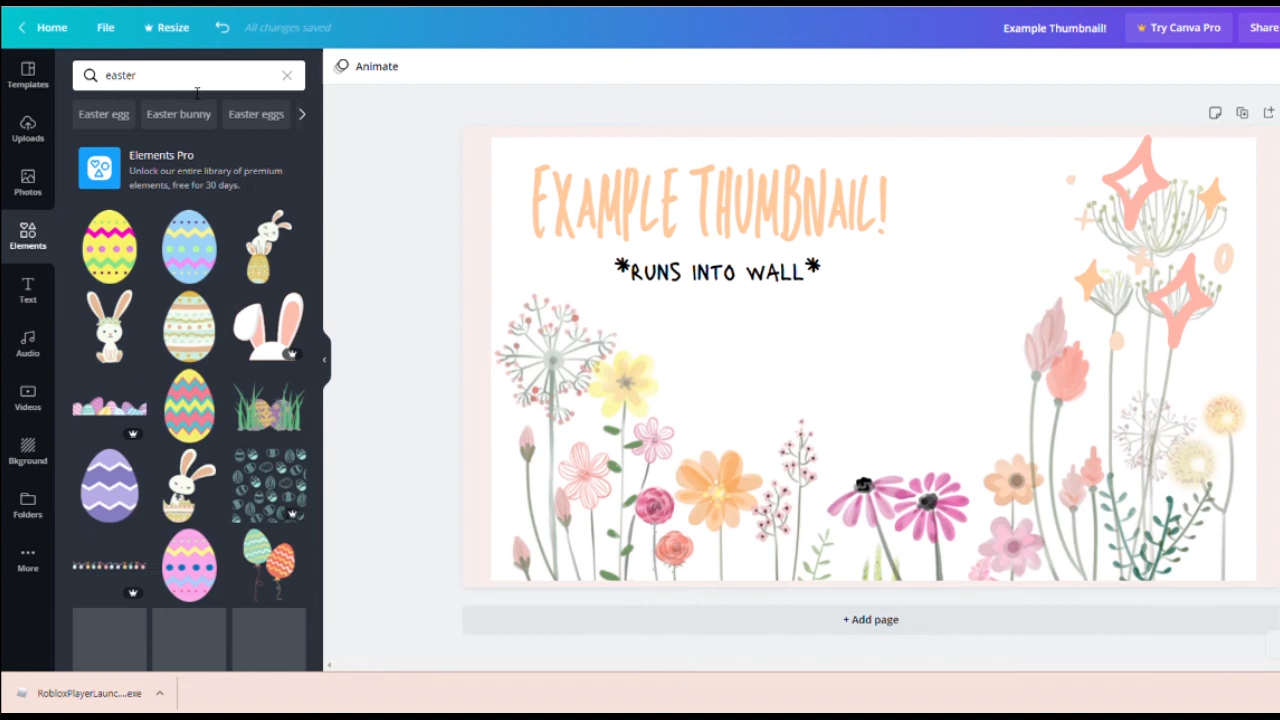 Home File Resize All changes saved Example Thumbnail! Try Canva Pro Share
Templates
Uploads
Photos
Elements
Text
Audio
Videos
Bkground
Folders
More
easter
Easter egg Easter bunny Easter eggs
Elements Pro
Unlock our entire library of premium
elements, free for 30 days.
Animate
EXAMPLE THUMBNAIL!
*RUNS INTO WALL*
+ Add page
RobloxPlayerLaunc....exe